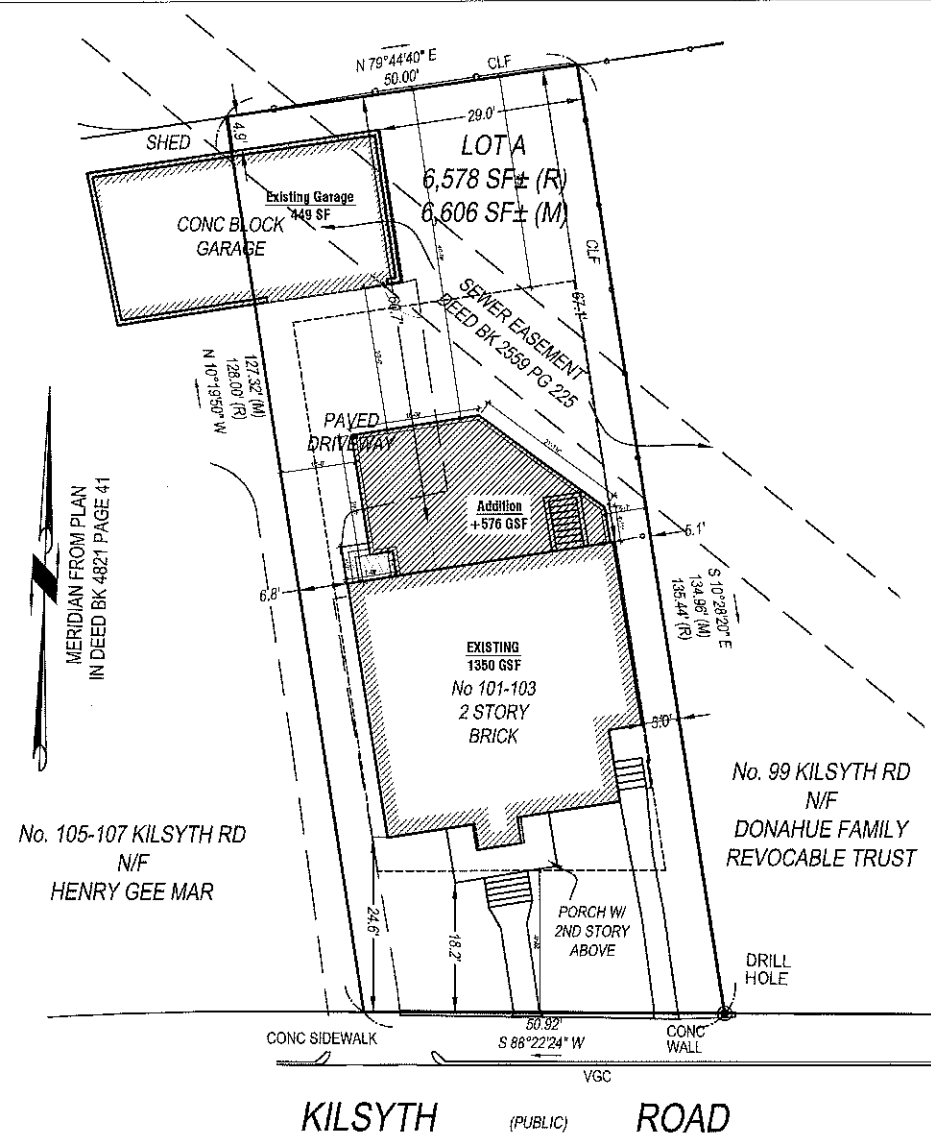 N 79°44'40" E
50.00'
CLF
29.0'
4.9'
SHED
LOT A
6,578 SF± (R)
6,606 SF± (M)
Existing Garage
449 SF
CONC BLOCK
GARAGE
CLF
SEWER EASEMENT
DEED BK 2559 PG 225
67.1'
127.32' (M)
128.00' (R)
N 10°19'50" W
PAVED
DRIVEWAY
MERIDIAN FROM PLAN
IN DEED BK 4821 PAGE 41
Addition
+576 GSF
5.1'
6.8'
S 10°28'20" E
134.96' (M)
135.44' (R)
EXISTING
1350 GSF
No 101-103
2 STORY
BRICK
No. 99 KILSYTH RD
N/F
DONAHUE FAMILY
REVOCABLE TRUST
No. 105-107 KILSYTH RD
N/F
HENRY GEE MAR
24.6'
18.2'
PORCH W/
2ND STORY
ABOVE
DRILL
HOLE
CONC SIDEWALK
50.92'
S 86°22'24" W
CONC
WALL
VGC
KILSYTH (PUBLIC) ROAD